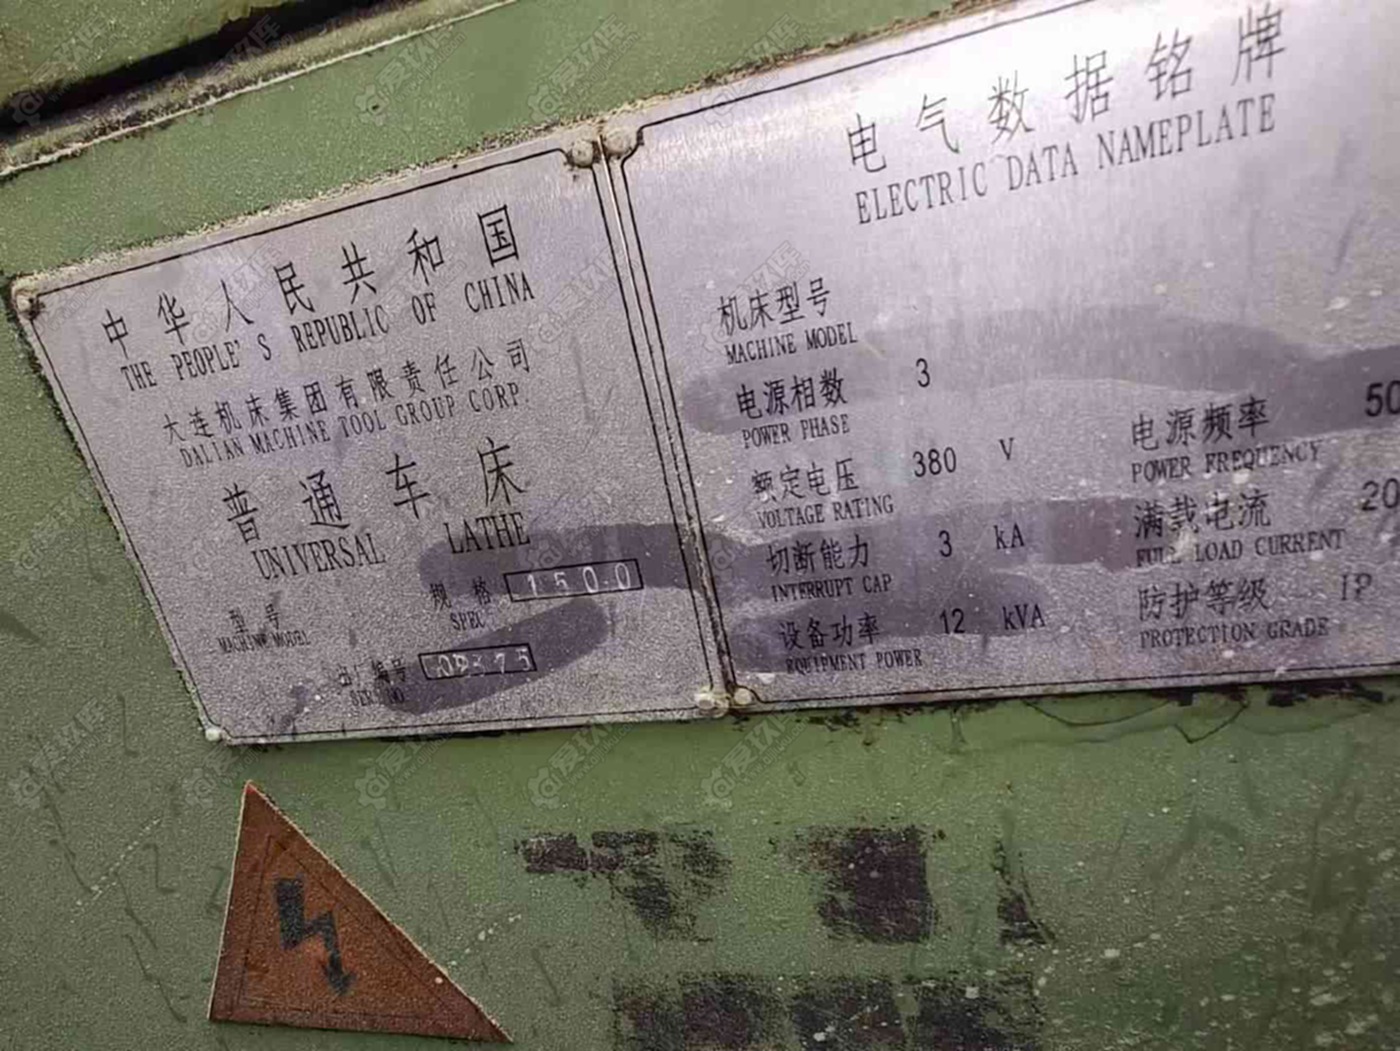 中华人民共和国
THE PEOPLE'S REPUBLIC OF CHINA
大连机床集团有限责任公司
DALIAN MACHINE TOOL GROUP CORP.
普通车床
UNIVERSAL LATHE
型号
MACHINE MODEL
规格 1500
SPEC
出厂编号
SER NO
电气数据铭牌
ELECTRIC DATA NAMEPLATE
机床型号
MACHINE MODEL
电源相数 3
POWER PHASE
电源频率 50
POWER FREQUENCY
额定电压 380 V
VOLTAGE RATING
满载电流 20
FULL LOAD CURRENT
切断能力 3 kA
INTERRUPT CAP
防护等级 IP
PROTECTION GRADE
设备功率 12 kVA
EQUIPMENT POWER